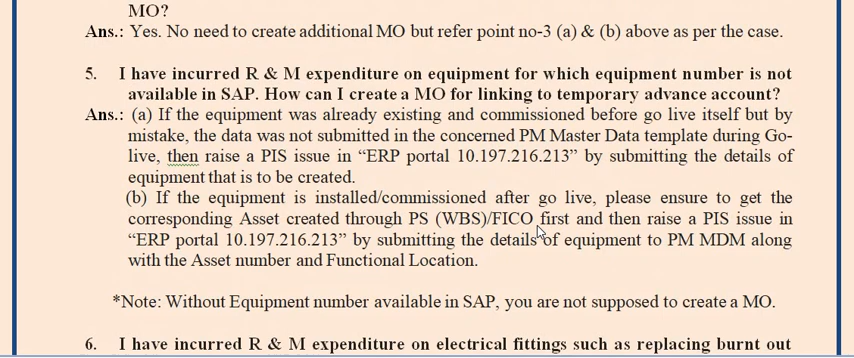 MO?
Ans.: Yes. No need to create additional MO but refer point no-3 (a) & (b) above as per the case.
5. I have incurred R & M expenditure on equipment for which equipment number is not
available in SAP. How can I create a MO for linking to temporary advance account?
Ans.: (a) If the equipment was already existing and commissioned before go live itself but by
mistake, the data was not submitted in the concerned PM Master Data template during Go-
live, then raise a PIS issue in “ERP portal 10.197.216.213” by submitting the details of
equipment that is to be created.
(b) If the equipment is installed/commissioned after go live, please ensure to get the
corresponding Asset created through PS (WBS)/FICO first and then raise a PIS issue in
“ERP portal 10.197.216.213” by submitting the details of equipment to PM MDM along
with the Asset number and Functional Location.
*Note: Without Equipment number available in SAP, you are not supposed to create a MO.
6. I have incurred R & M expenditure on electrical fittings such as replacing burnt out